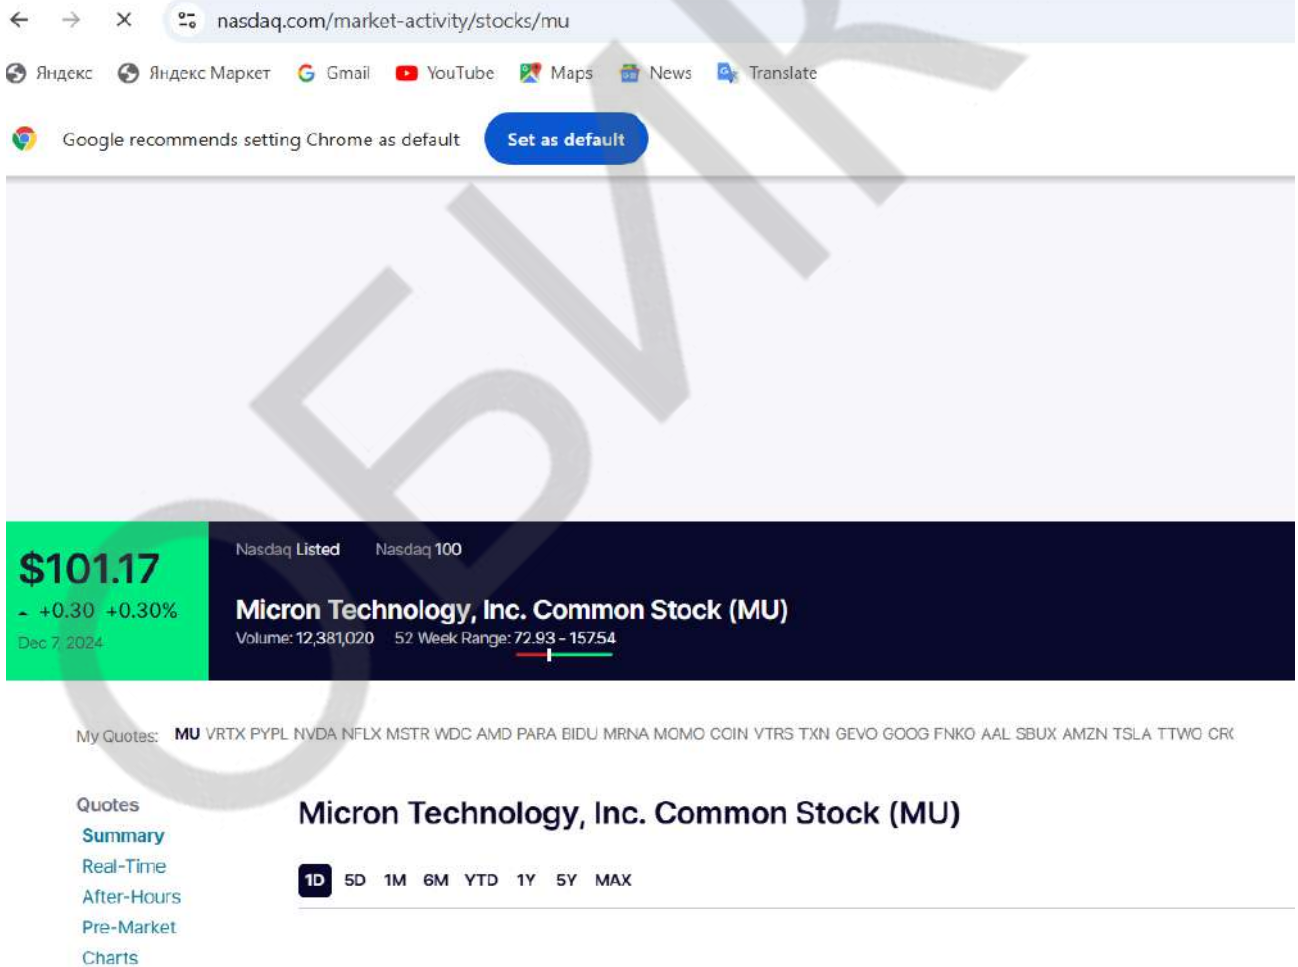 nasdaq.com/market-activity/stocks/mu
Яндекс Яндекс Маркет Gmail YouTube Maps News Translate
Google recommends setting Chrome as default Set as default
Nasdaq Listed Nasdaq 100
$101.17
+0.30 +0.30%
Dec 7, 2024
Micron Technology, Inc. Common Stock (MU)
Volume: 12,381,020 52 Week Range: 72.93 - 157.54
My Quotes: MU VRTX PYPL NVDA NFLX MSTR WDC AMD PARA BIDU MRNA MOMO COIN VTRS TXN GEVO GOOG FNKO AAL SBUX AMZN TSLA TTWO
Quotes
Summary
Real-Time
After-Hours
Pre-Market
Charts
Micron Technology, Inc. Common Stock (MU)
1D 5D 1M 6M YTD 1Y 5Y MAX
ОБИК